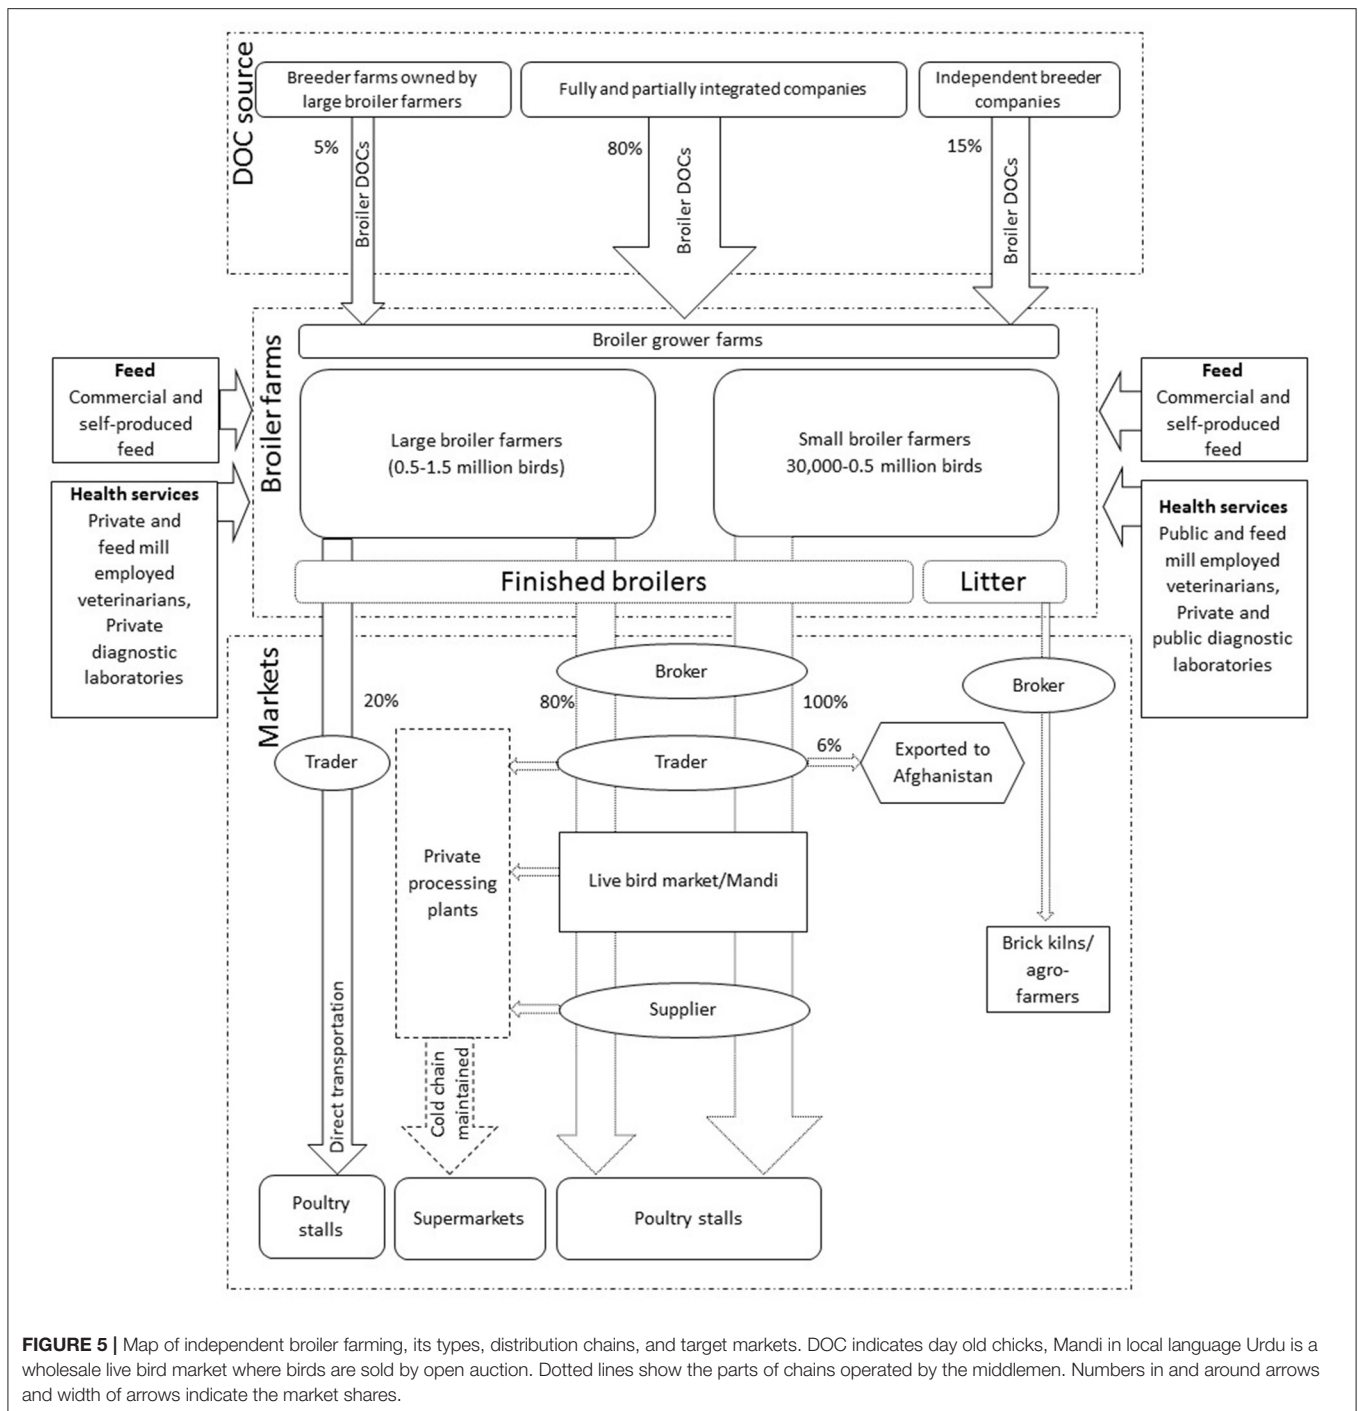 DOC source
Breeder farms owned by
large broiler farmers
Fully and partially integrated companies
Independent breeder
companies
5%
Broiler DOCs
80%
Broiler DOCs
15%
Broiler DOCs
Broiler farms
Broiler grower farms
Feed
Commercial and
self-produced
feed
Health services
Private and
feed mill
employed
veterinarians,
Private
diagnostic
laboratories
Large broiler farmers
(0.5-1.5 million birds)
Small broiler farmers
30,000-0.5 million birds
Feed
Commercial and
self-produced
feed
Health services
Public and feed
mill employed
veterinarians,
Private and
public diagnostic
laboratories
Finished broilers
Litter
Markets
20%
80%
Broker
100%
Broker
Trader
Trader
6%
Exported to
Afghanistan
Private
processing
plants
Live bird market/Mandi
Brick kilns/
agro-
farmers
Supplier
Direct transportation
Cold chain
maintained
Poultry
stalls
Supermarkets
Poultry stalls
FIGURE 5 | Map of independent broiler farming, its types, distribution chains, and target markets. DOC indicates day old chicks, Mandi in local language Urdu is a
wholesale live bird market where birds are sold by open auction. Dotted lines show the parts of chains operated by the middlemen. Numbers in and around arrows
and width of arrows indicate the market shares.